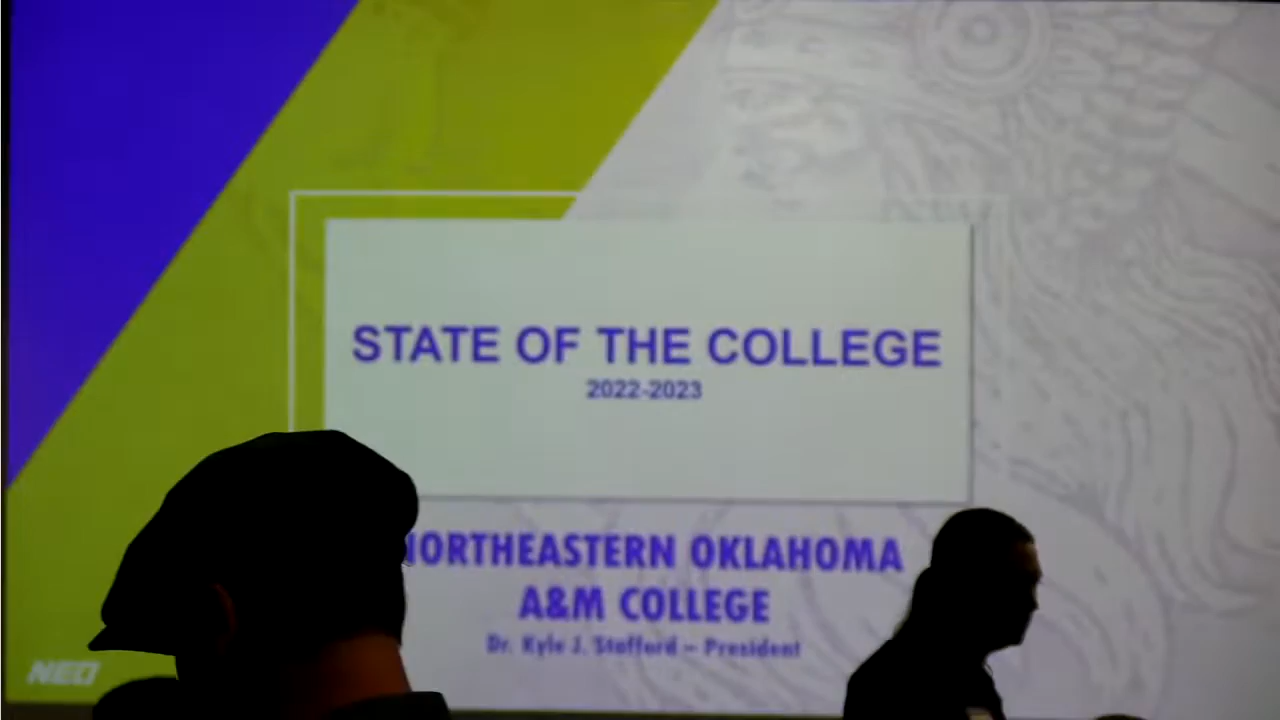 STATE OF THE COLLEGE
2022-2023
NORTHEASTERN OKLAHOMA
A&M COLLEGE
Dr. Kyle J. Stafford – President
NEO